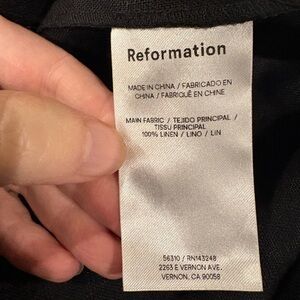 Reformation
MADE IN CHINA / FABRICADO EN
CHINA / FABRIQUÉ EN CHINE
MAIN FABRIC / TEJIDO PRINCIPAL /
TISSU PRINCIPAL
100% LINEN / LINO / LIN
56310 / RN143248
2263 E VERNON AVE.
VERNON, CA 90058